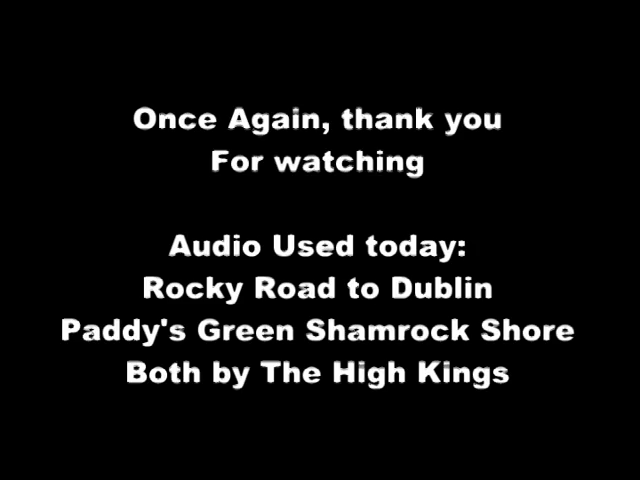 Once Again, thank you
For watching
Audio Used today:
Rocky Road to Dublin
Paddy's Green Shamrock Shore
Both by The High Kings